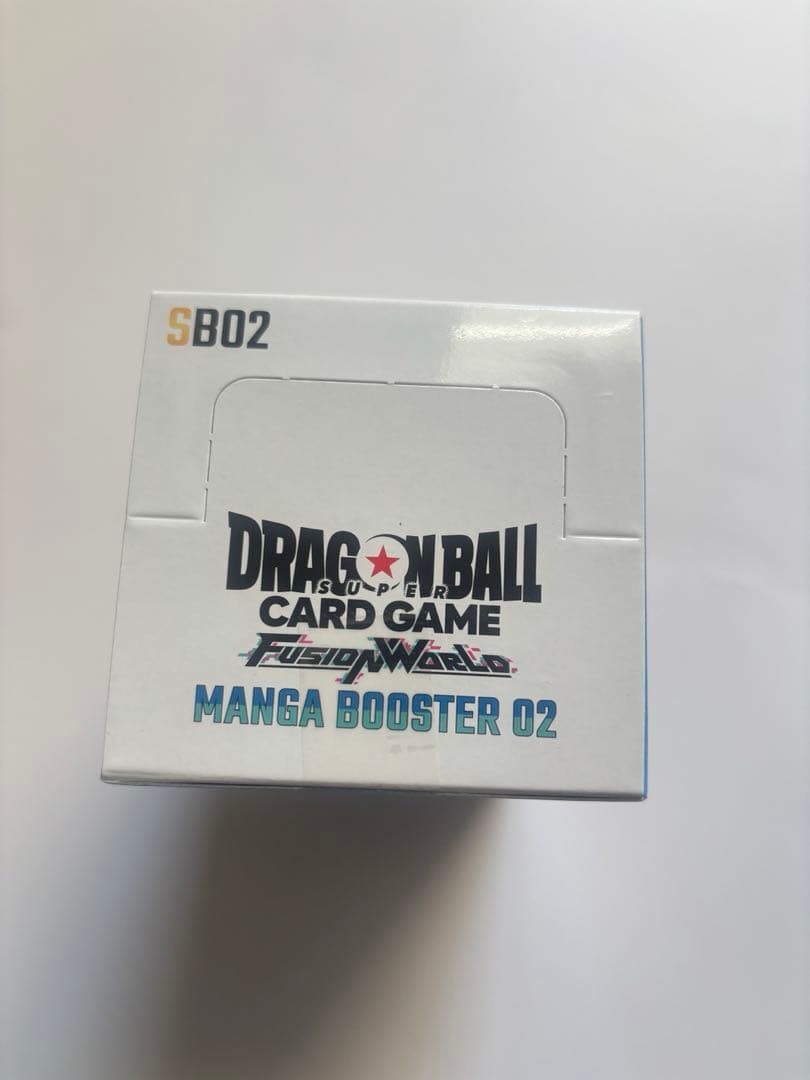 SB02
DRAGON BALL
SUPER
CARD GAME
FUSION WORLD
MANGA BOOSTER 02